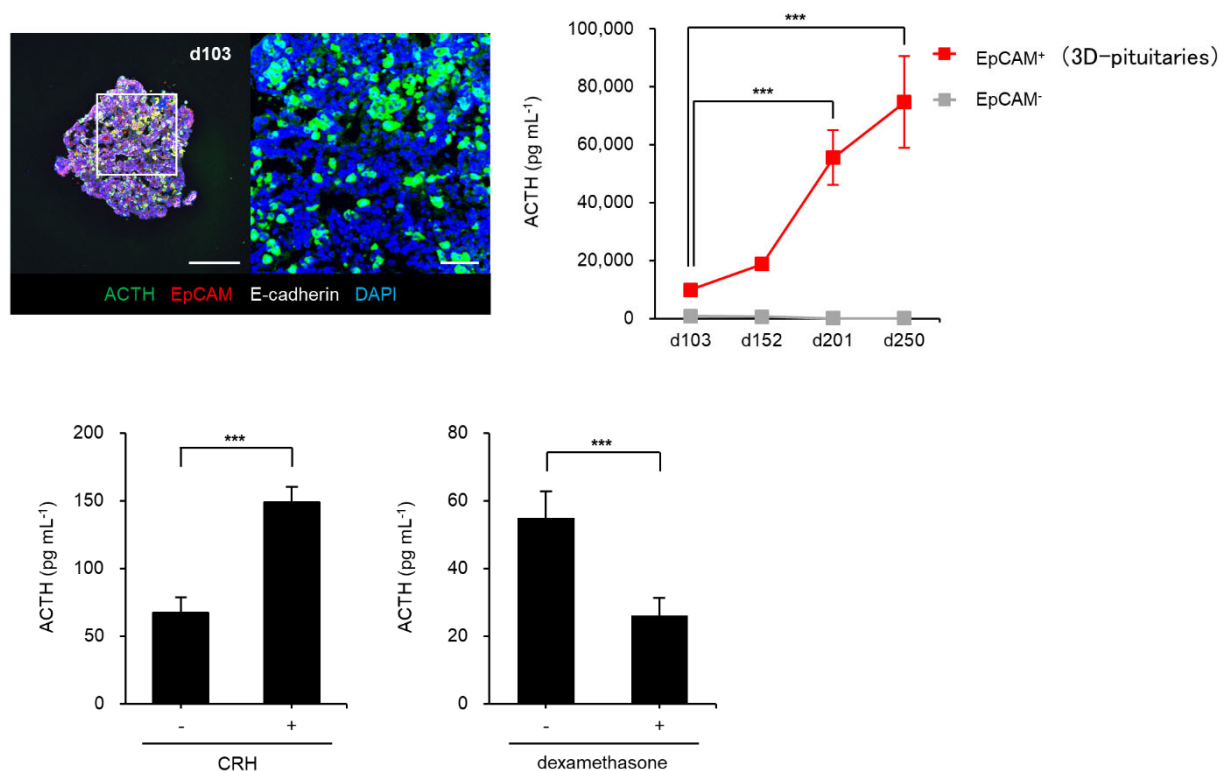 d103
ACTH EpCAM E-cadherin DAPI
***
***
100,000
80,000
60,000
40,000
20,000
0
ACTH (pg mL⁻¹)
d103 d152 d201 d250
EpCAM⁺ (3D-pituitaries)
EpCAM⁻
200
150
100
50
0
ACTH (pg mL⁻¹)
***
- +
CRH
80
60
40
20
0
ACTH (pg mL⁻¹)
***
- +
dexamethasone